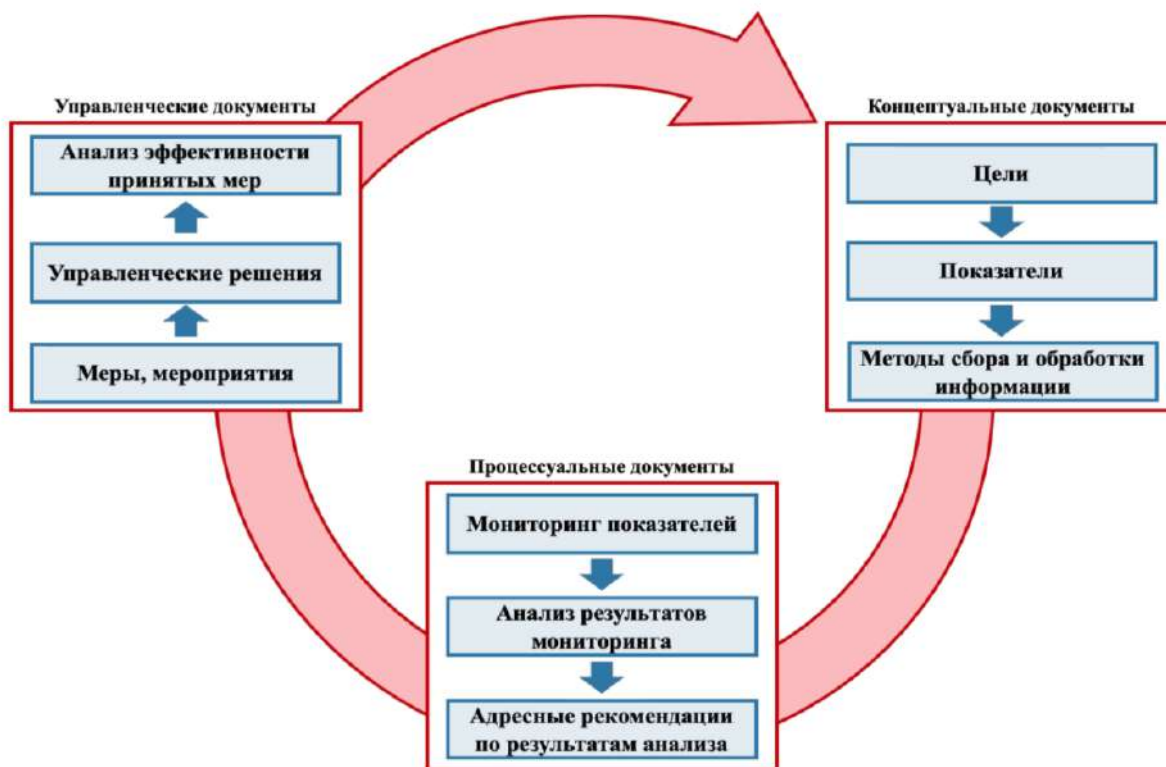 Управленческие документы
Анализ эффективности
принятых мер
Управленческие решения
Меры, мероприятия
Концептуальные документы
Цели
Показатели
Методы сбора и обработки
информации
Процессуальные документы
Мониторинг показателей
Анализ результатов
мониторинга
Адресные рекомендации
по результатам анализа